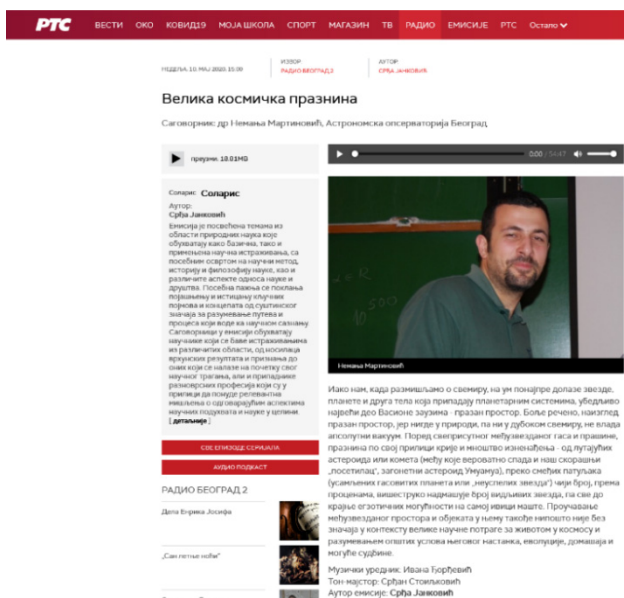 РТС ВЕСТИ ОКО КОВИД19 МОЈА ШКОЛА СПОРТ МАГАЗИН ТВ РАДИО ЕМИСИЈЕ РТС Остало
НЕДЕЉА, 10. МАЈ 2020, 15:00
ИЗВОР:
РАДИО БЕОГРАД 2
АУТОР:
СРЂА ЈАНКОВИЋ
Велика космичка празнина
Саговорник: др Немања Мартиновић, Астрономска опсерваторија Београд
преузми: 18.81MB
0:00 / 54:47
Соларис Соларис
Аутор:
Срђа Јанковић
Емисија је посвећена темама из
области природних наука које
обухватају како базична, тако и
примењена научна истраживања, са
посебним освртом на научни метод,
историју и филозофију науке, као и
различите аспекте односа науке и
друштва. Посебна пажња се поклања
појашњењу и истицању кључних
појмова и концепата од суштинског
значаја за разумевање путева и
процеса који воде ка научном сазнању.
Саговорници у емисији обухватају
научнике који се баве истраживањима
из различитих области, од носилаца
врхунских резултата и признања до
оних који се налазе на почетку свог
научног трагања, али и припаднике
разноврсних професија који су у
прилици да понуде релевантна
мишљења о одговарајућим аспектима
научних подухвата и науке у целини.
[ детаљније ]
СВЕ ЕПИЗОДЕ СЕРИЈАЛА
АУДИО ПОДКАСТ
РАДИО БЕОГРАД 2
Дела Енрика Јосифа
„Сан летње ноћи“
Немања Мартиновић
Иако нам, када размишљамо о свемиру, на ум понајпре долазе звезде,
планете и друга тела која припадају планетарним системима, убедљиво
највећи део Васионе заузима - празан простор. Боље речено, наизглед
празан простор, јер нигде у природи, па ни у дубоком свемиру, не влада
апсолутни вакуум. Поред свеприсутног међузвезданог гаса и прашине,
празнина по свој прилици крије и мноштво изненађења - од лутајућих
астероида или комета (међу које вероватно спада и наш скорашњи
„посетилац“, загонетни астероид Умуамуа), преко смеђих патуљака
(усамљених гасовитих планета или „неуспелих звезда“) чији број, према
проценама, вишеструко надмашује број видљивих звезда, па све до
крајње егзотичних могућности на самој ивици маште. Проучавање
међузвезданог простора и објеката у њему такође нипошто није без
значаја у контексту велике научне потраге за животом у космосу и
разумевањем општих услова његовог настанка, еволуције, домашаја и
могуће судбине.
Музички уредник: Ивана Ђорђевић
Тон-мајстор: Срђан Стоиљковић
Аутор емисије: Срђа Јанковић